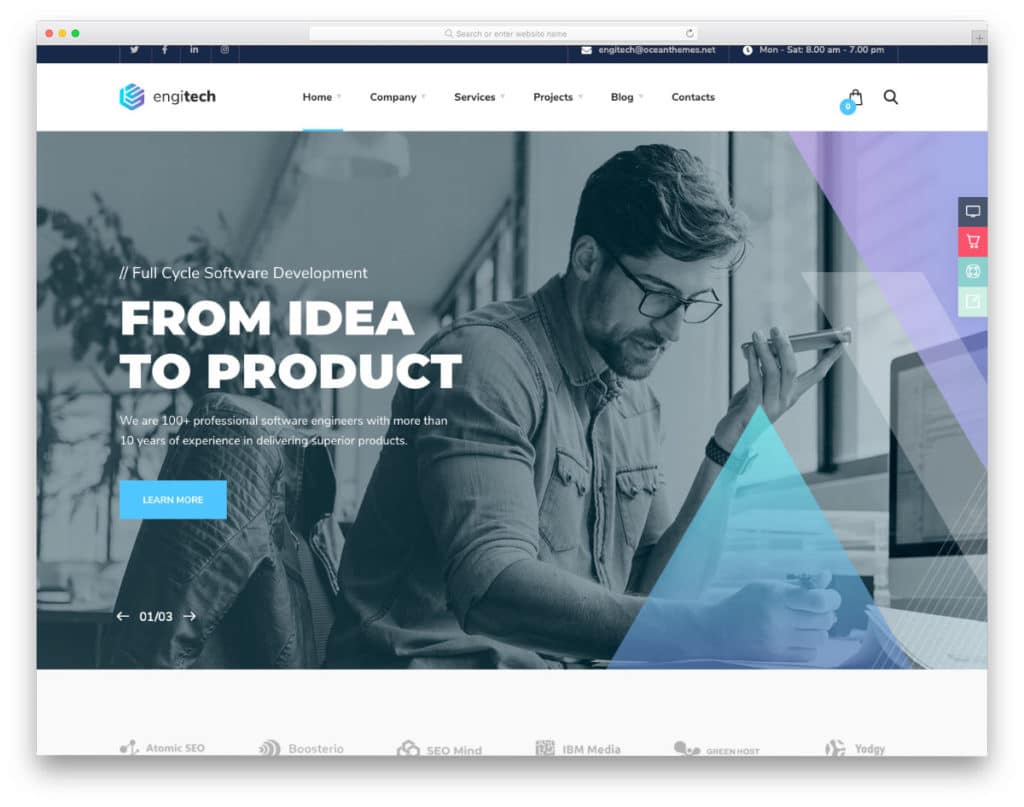 Search or enter website name
engitech@oceanthemes.net
Mon - Sat: 8.00 am - 7.00 pm
engitech
Home
Company
Services
Projects
Blog
Contacts
0
// Full Cycle Software Development
FROM IDEA
TO PRODUCT
We are 100+ professional software engineers with more than
10 years of experience in delivering superior products.
LEARN MORE
01/03
Atomic SEO
Boosterio
SEO Mind
IBM Media
GREEN HOST
Yodgy